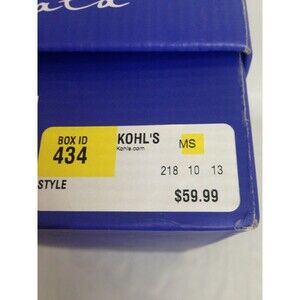 BOX ID
434
KOHL'S
Kohls.com
MS
218 10 13
STYLE
$59.99